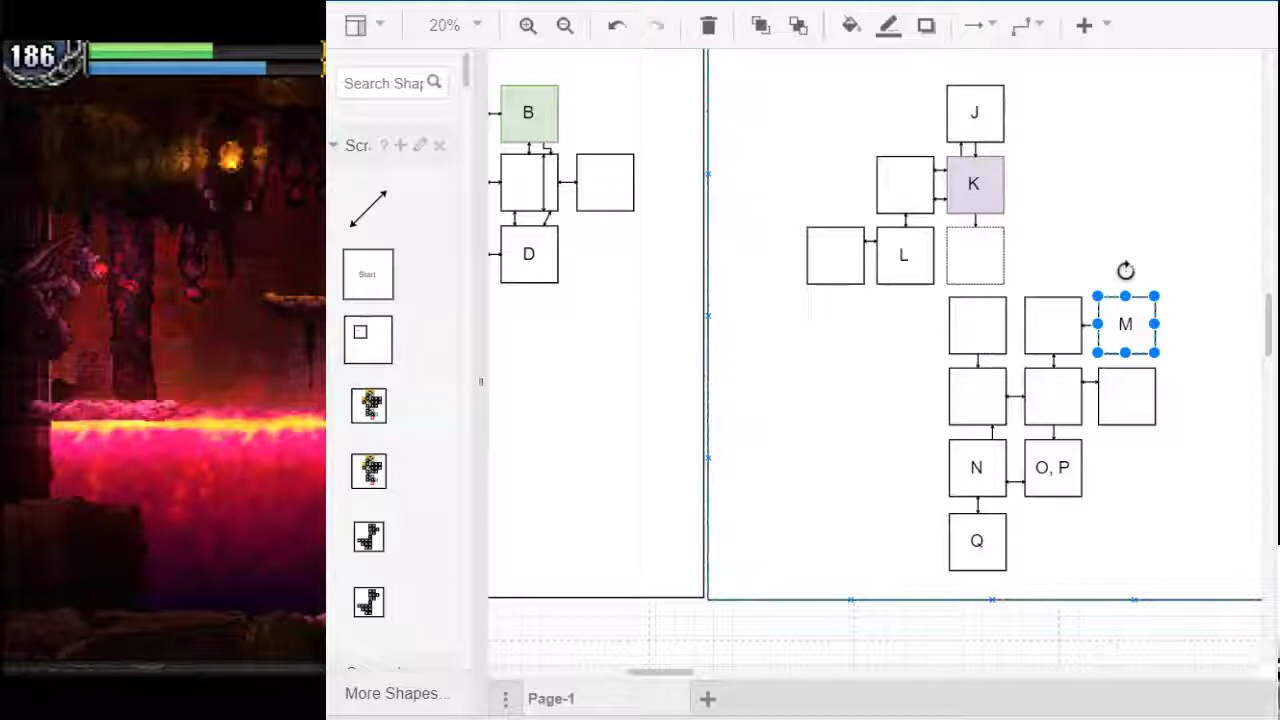 186
20%
Search Shap
Scr.
?
Start
More Shapes...
B
D
J
K
L
M
N
O, P
Q
Page-1